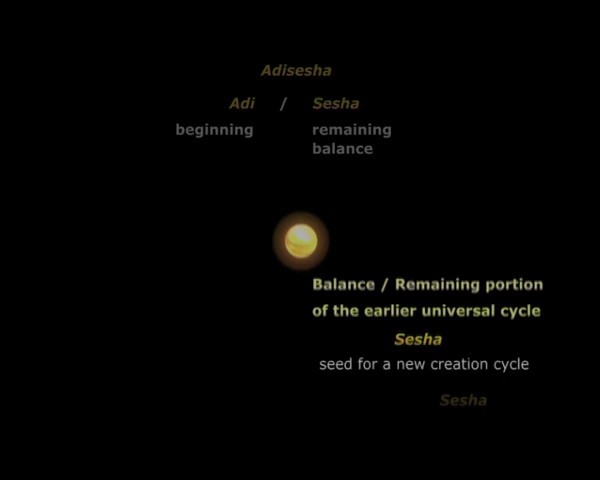 Adisesha
Adi / Sesha
beginning remaining
balance
Balance / Remaining portion
of the earlier universal cycle
Sesha
seed for a new creation cycle
Sesha